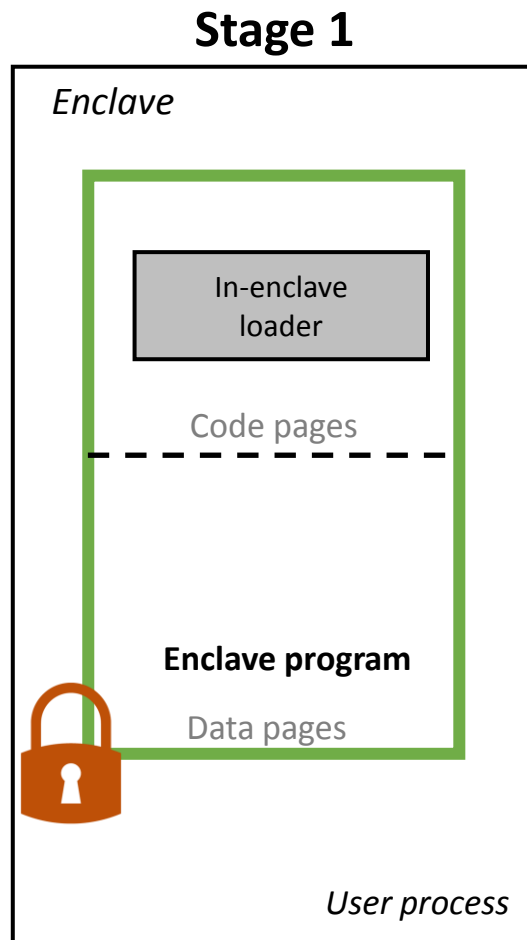 Stage 1
Enclave
In-enclave
loader
Code pages
Enclave program
Data pages
User process